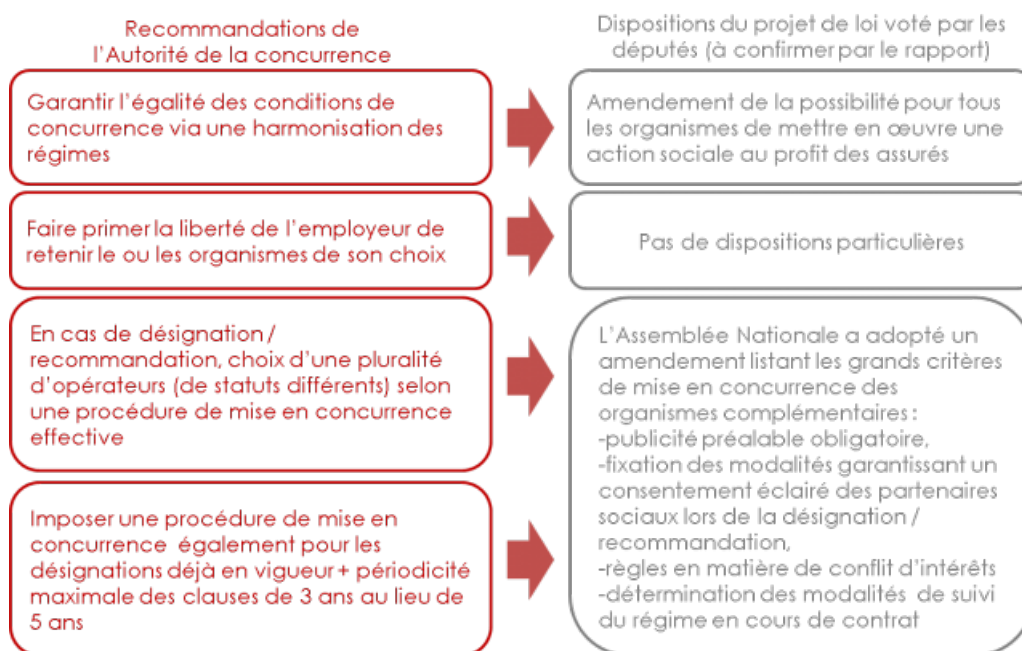 Recommandations de
l'Autorité de la concurrence
Dispositions du projet de loi voté par les
députés (à confirmer par le rapport)
Garantir l'égalité des conditions de
concurrence via une harmonisation des
régimes
Amendement de la possibilité pour tous
les organismes de mettre en œuvre une
action sociale au profit des assurés
Faire primer la liberté de l'employeur de
retenir le ou les organismes de son choix
Pas de dispositions particulières
En cas de désignation /
recommandation, choix d'une pluralité
d'opérateurs (de statuts différents) selon
une procédure de mise en concurrence
effective
Imposer une procédure de mise en
concurrence également pour les
désignations déjà en vigueur + périodicité
maximale des clauses de 3 ans au lieu de
5 ans
L'Assemblée Nationale a adopté un
amendement listant les grands critères
de mise en concurrence des
organismes complémentaires :
-publicité préalable obligatoire,
-fixation des modalités garantissant un
consentement éclairé des partenaires
sociaux lors de la désignation /
recommandation,
-règles en matière de conflit d'intérêts
-détermination des modalités de suivi
du régime en cours de contrat